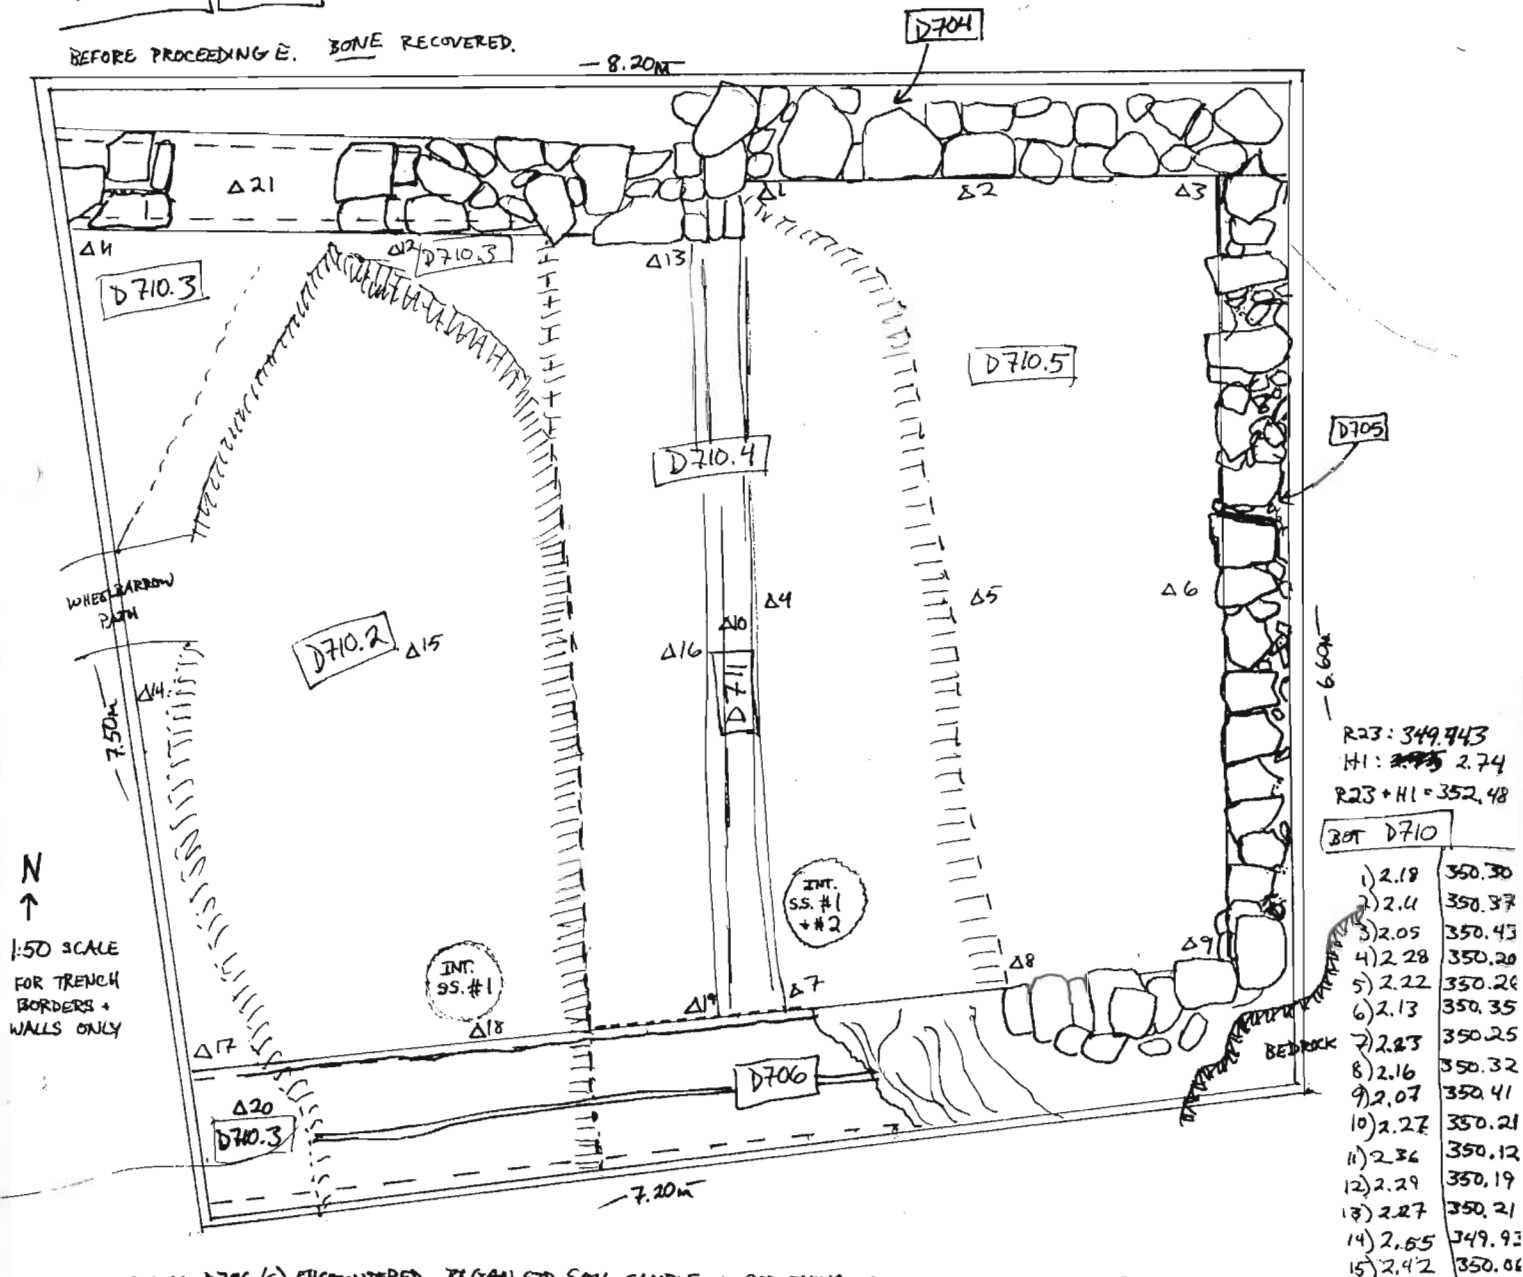 BEFORE PROCEEDING E. BONE RECOVERED.
D704
8.20M
Δ21
Δ1
Δ2
Δ3
Δ11
Δ12
D710.3
Δ13
D710.3
D710.5
D705
D710.4
WHEELBARROW
PATH
Δ4
Δ5
Δ6
Δ10
D710.2
Δ15
Δ16
D711
Δ14
7.50m
6.60m
R23: 349.743
HI: 2.74
R23 + HI = 352.48
BOT D710
1) 2.18 350.30
2) 2.11 350.37
3) 2.05 350.43
4) 2.28 350.20
5) 2.22 350.26
6) 2.13 350.35
7) 2.23 350.25
8) 2.16 350.32
9) 2.07 350.41
10) 2.27 350.21
11) 2.36 350.12
12) 2.29 350.19
13) 2.27 350.21
14) 2.55 349.93
15) 2.42 350.06
N
1:50 SCALE
FOR TRENCH
BORDERS +
WALLS ONLY
INT.
S.S. #1
+ #2
INT.
S.S. #1
Δ9
Δ8
Δ7
Δ19
Δ18
Δ17
BEDROCK
D706
Δ20
D710.3
7.20m